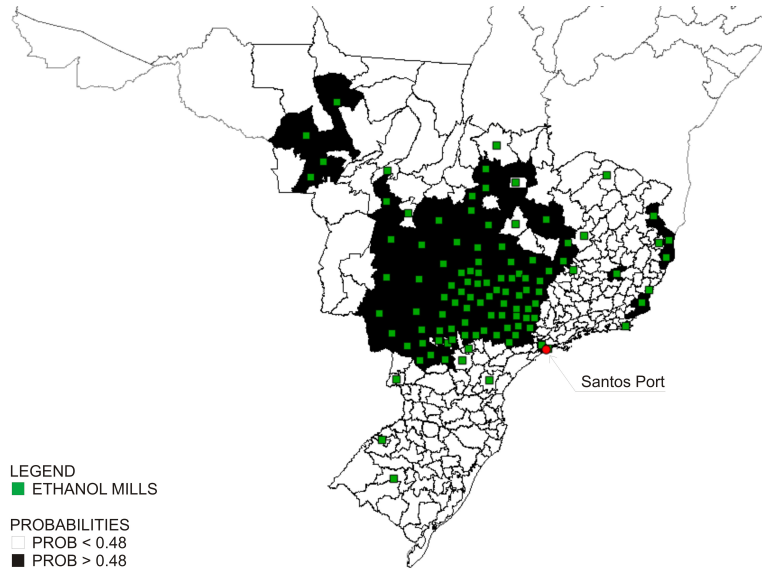 Santos Port
LEGEND
ETHANOL MILLS
PROBABILITIES
PROB < 0.48
PROB > 0.48